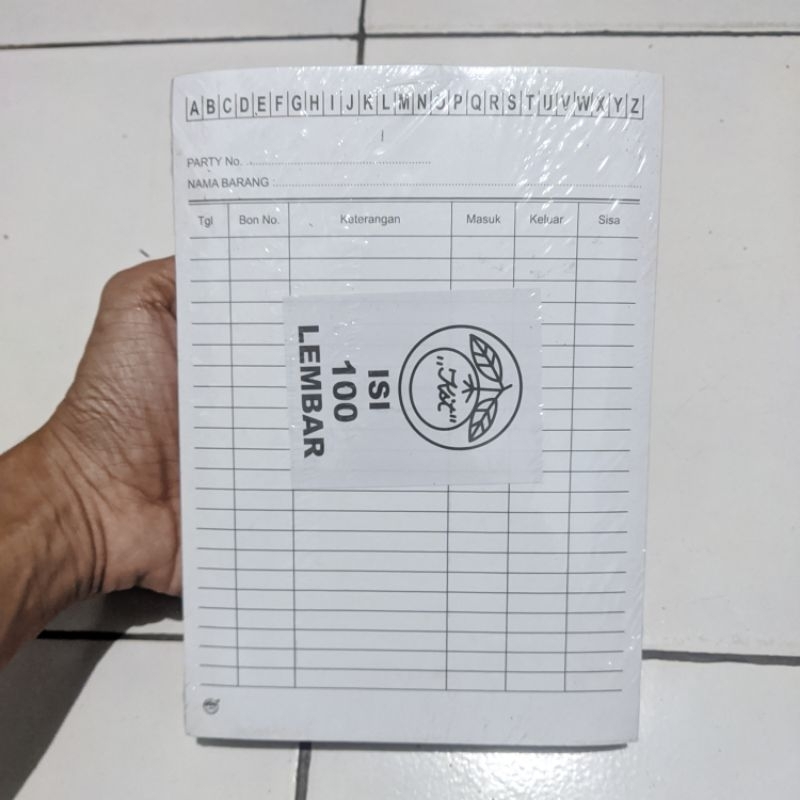 A B C D E F G H I J K L M N O P Q R S T U V W X Y Z
PARTY No.
NAMA BARANG :
Tgl Bon No. Keterangan Masuk Keluar Sisa
ISI
100
LEMBAR